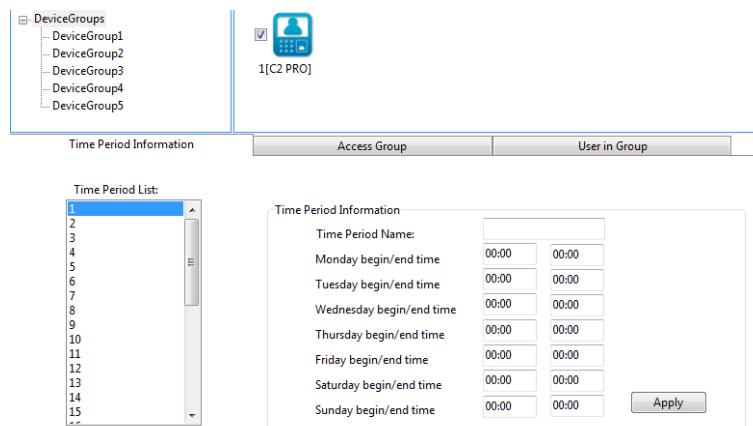 DeviceGroups
DeviceGroup1
DeviceGroup2
DeviceGroup3
DeviceGroup4
DeviceGroup5
1[C2 PRO]
Time Period Information
Access Group
User in Group
Time Period List:
1
2
3
4
5
6
7
8
9
10
11
12
13
14
15
Time Period Information
Time Period Name:
Monday begin/end time 00:00 00:00
Tuesday begin/end time 00:00 00:00
Wednesday begin/end time 00:00 00:00
Thursday begin/end time 00:00 00:00
Friday begin/end time 00:00 00:00
Saturday begin/end time 00:00 00:00
Sunday begin/end time 00:00 00:00
Apply